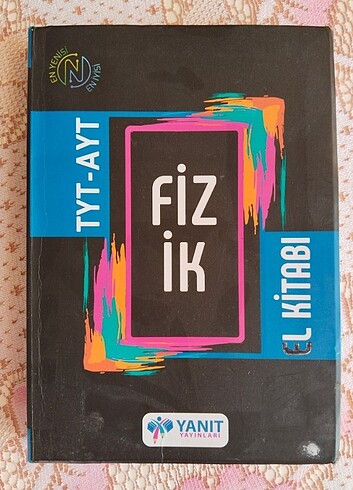 EN YENİSİ
N
EN İYİSİ
TYT-AYT
FİZ
İK
EL KİTABI
YANIT
YAYINLARI